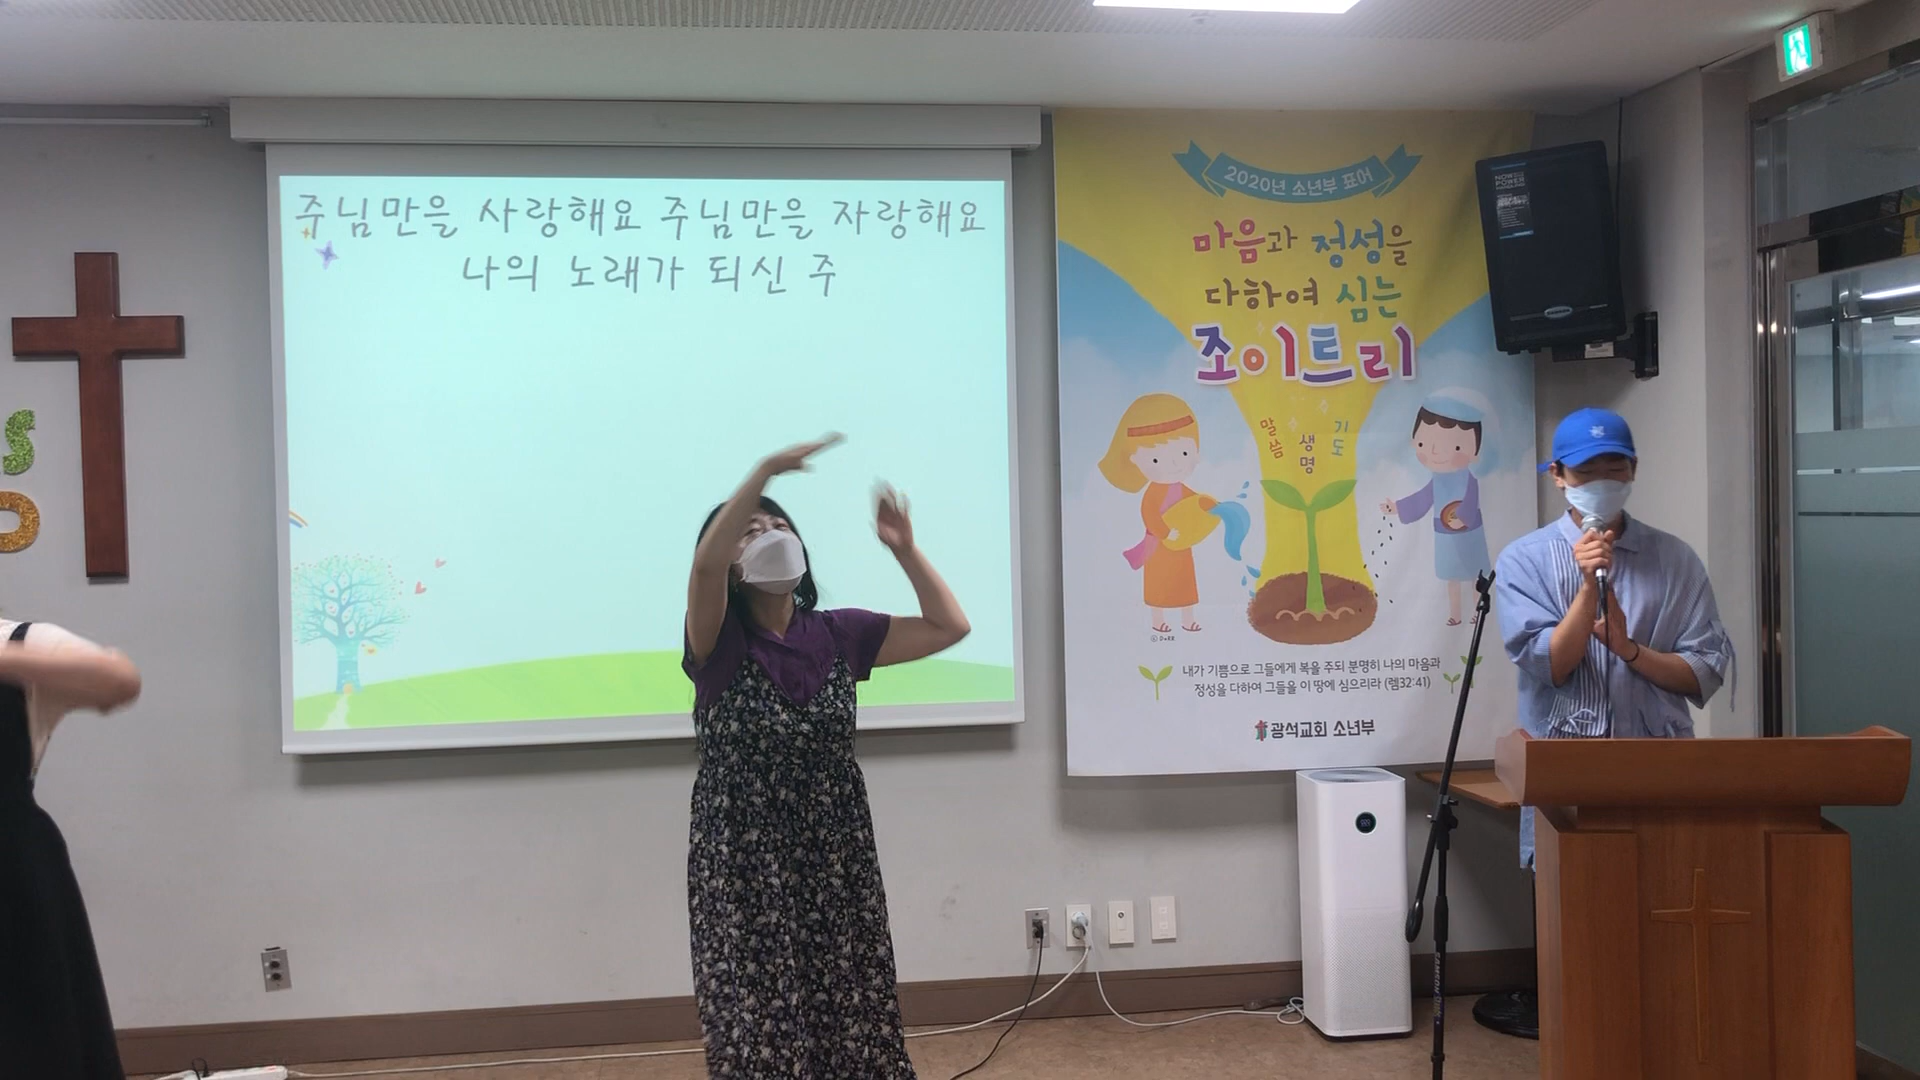 주님만을 사랑해요 주님만을 자랑해요
나의 노래가 되신 주
2020년 소년부 표어
마음과 정성을
다하여 심는
조이트리
말씀
생명
기도
내가 기쁨으로 그들에게 복을 주되 분명히 나의 마음과
정성을 다하여 그들을 이 땅에 심으리라 (렘32:41)
광석교회 소년부
S
O
SAMSON